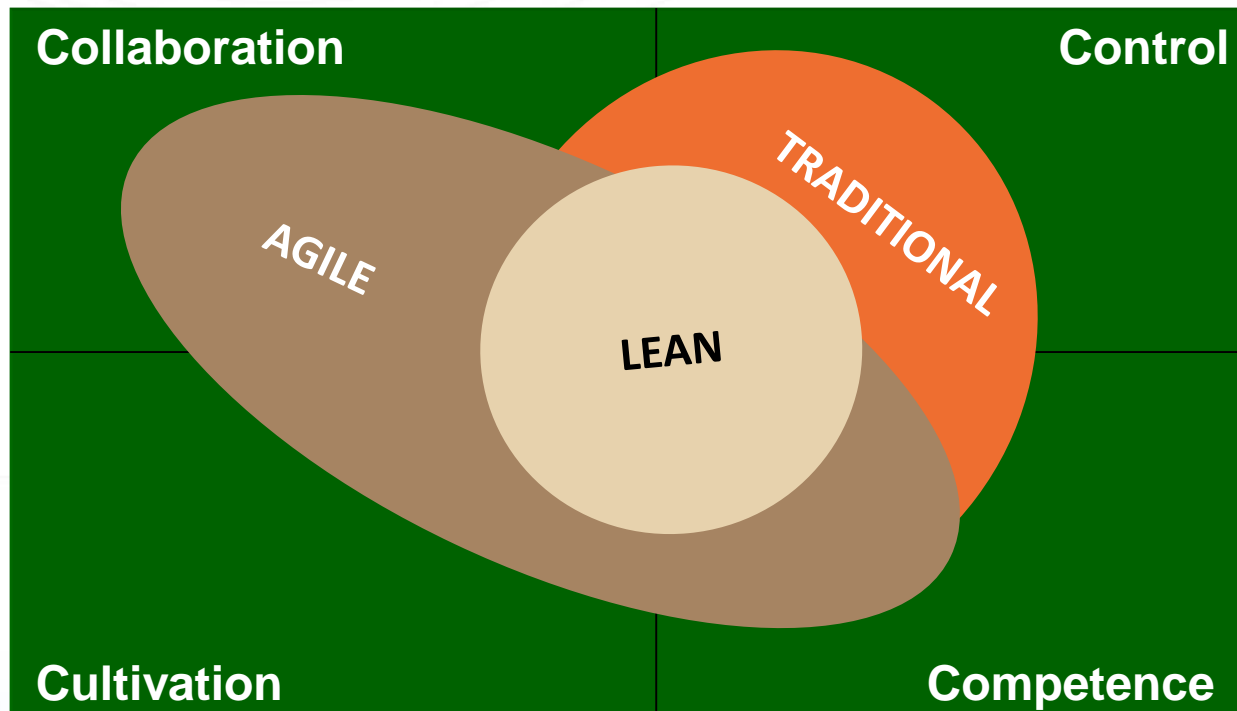 Collaboration
Control
TRADITIONAL
AGILE
LEAN
Cultivation
Competence